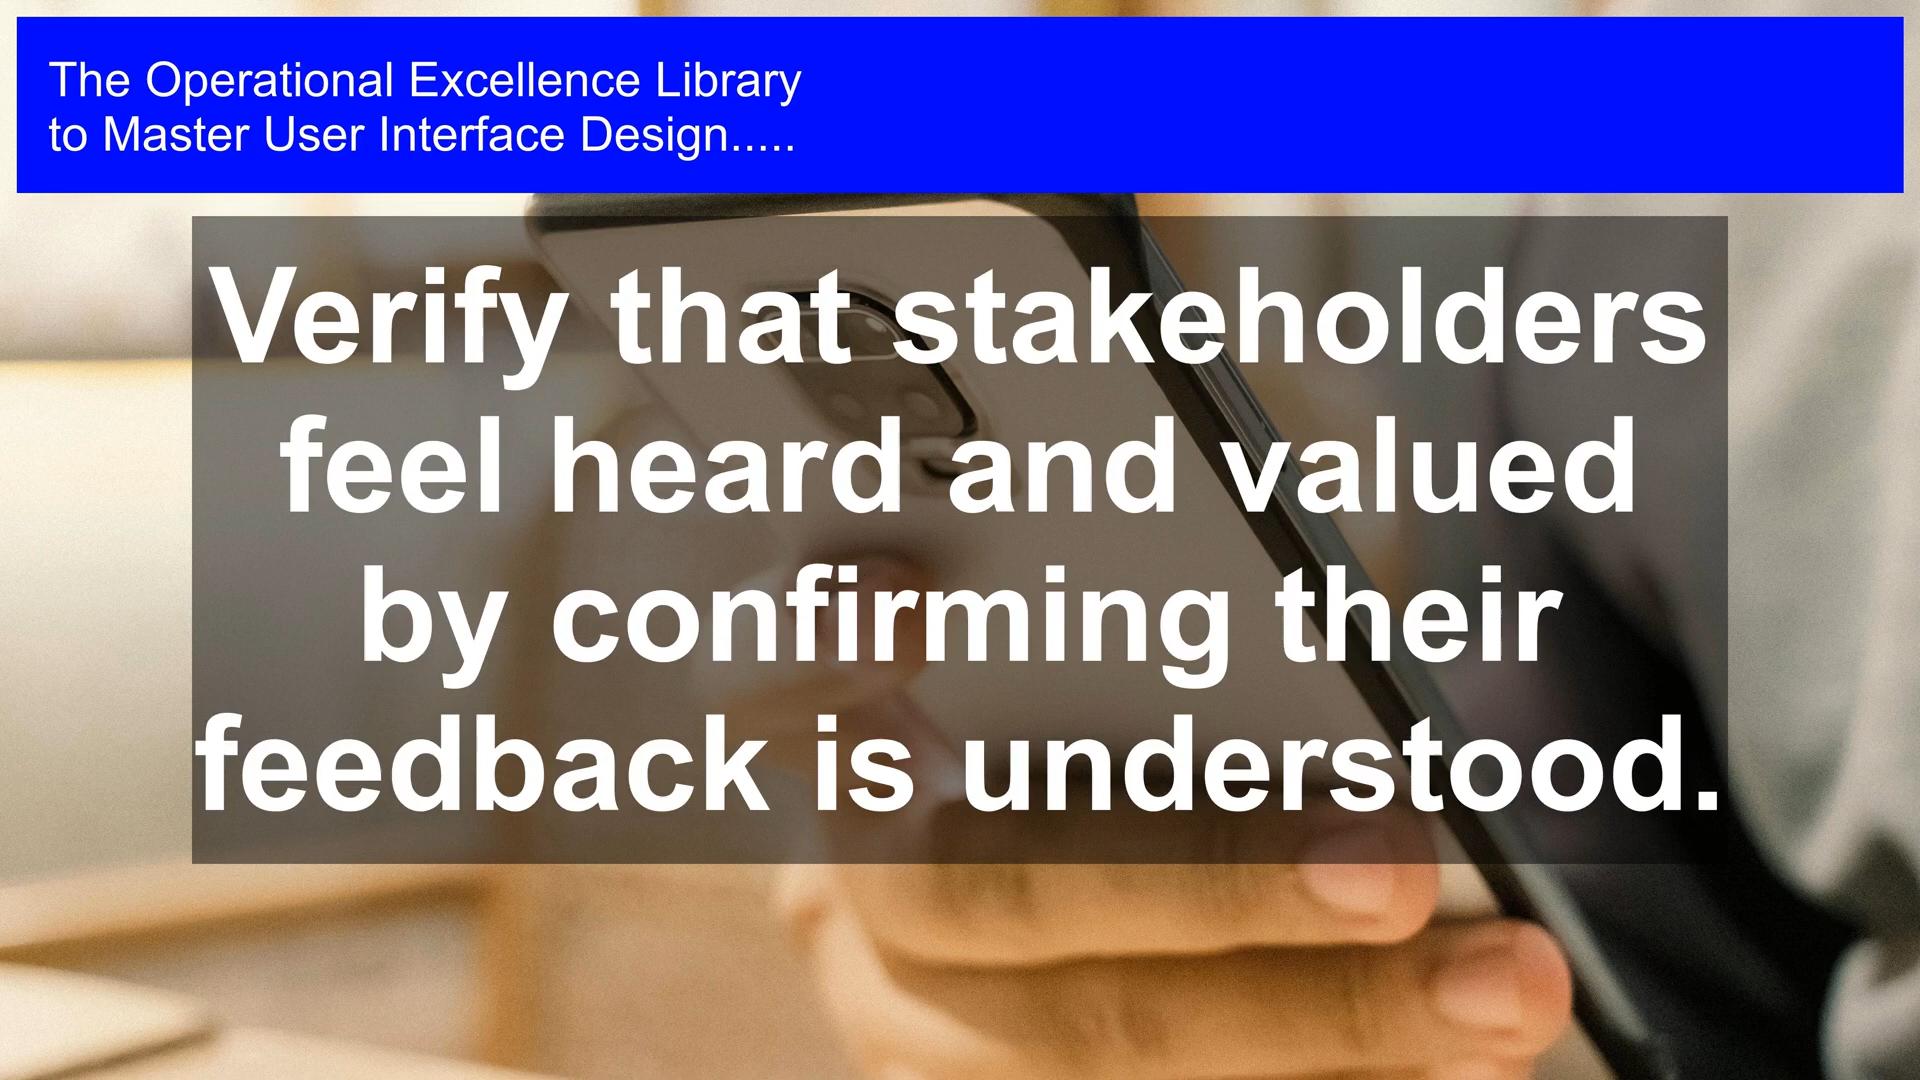 The Operational Excellence Library
to Master User Interface Design.....
Verify that stakeholders
feel heard and valued
by confirming their
feedback is understood.